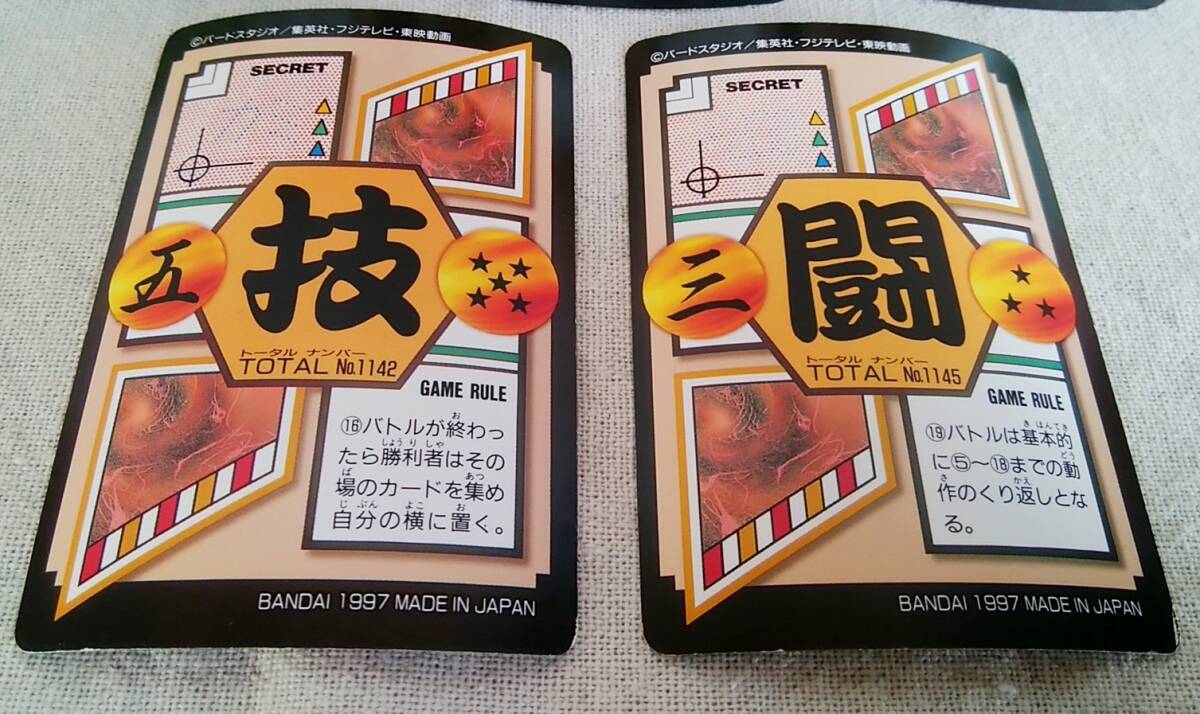 ©バードスタジオ／集英社・フジテレビ・東映動画
SECRET
技
五
トータル ナンバー
TOTAL No.1142
GAME RULE
⑯バトルが終わっ
たら勝利者はその
場のカードを集め
自分の横に置く。
BANDAI 1997 MADE IN JAPAN
©バードスタジオ／集英社・フジテレビ・東映動画
SECRET
闘
三
トータル ナンバー
TOTAL No.1145
GAME RULE
⑲バトルは基本的
に⑤～⑱までの動
作のくり返しとな
る。
BANDAI 1997 MADE IN JAPAN